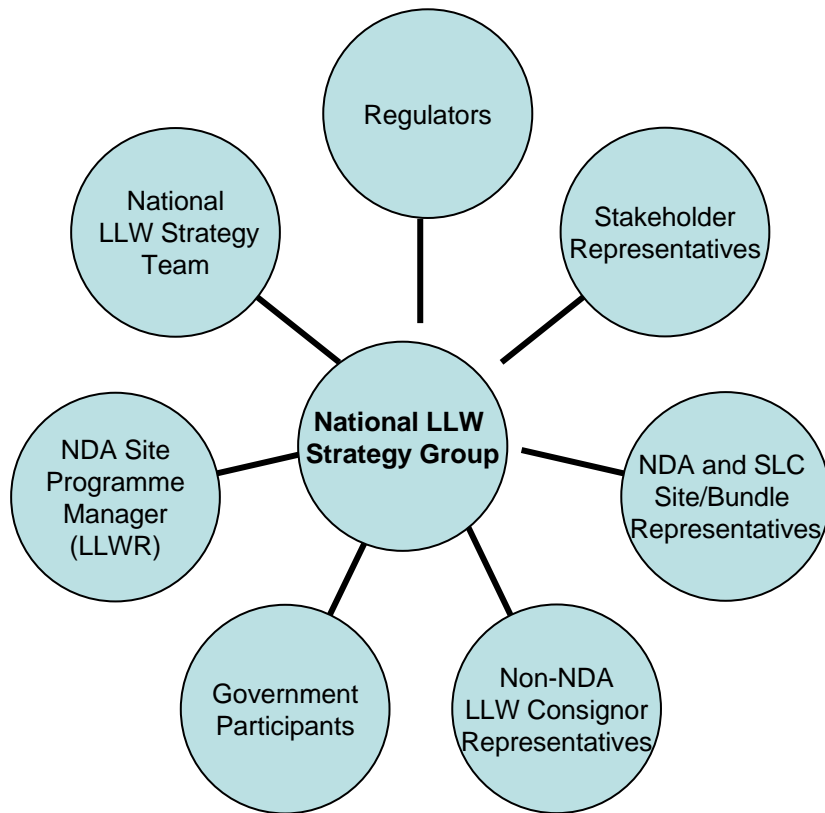 Regulators
National
LLW Strategy
Team
Stakeholder
Representatives
National LLW
Strategy Group
NDA Site
Programme
Manager
(LLWR)
NDA and SLC
Site/Bundle
Representatives
Government
Participants
Non-NDA
LLW Consignor
Representatives